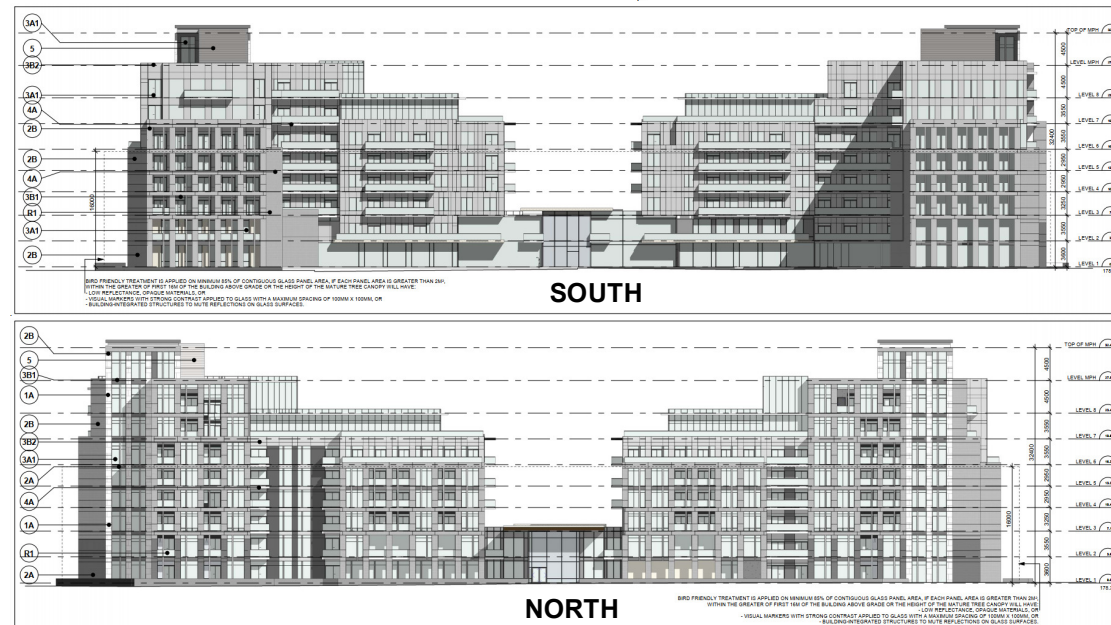 3A1
5
3B2
3A1
4A
2B
2B
4A
3B1
R1
3A1
2B
16000
TOP OF MPH
LEVEL MPH
LEVEL 8
LEVEL 7
LEVEL 6
LEVEL 5
LEVEL 4
LEVEL 3
LEVEL 2
LEVEL 1
4500
4500
3550
3550
2950
2950
3250
3550
3600
32400
BIRD FRIENDLY TREATMENT IS APPLIED ON MINIMUM 85% OF CONTIGUOUS GLASS PANEL AREA, IF EACH PANEL AREA IS GREATER THAN 2M²,
WITHIN THE GREATER OF FIRST 16M OF THE BUILDING ABOVE GRADE OR THE HEIGHT OF THE MATURE TREE CANOPY WILL HAVE:
- LOW REFLECTANCE, OPAQUE MATERIALS, OR
- VISUAL MARKERS WITH STRONG CONTRAST APPLIED TO GLASS WITH A MAXIMUM SPACING OF 100MM X 100MM, OR
- BUILDING-INTEGRATED STRUCTURES TO MUTE REFLECTIONS ON GLASS SURFACES.
SOUTH
2B
5
3B1
1A
2B
3B2
3A1
2A
4A
1A
R1
2A
TOP OF MPH
LEVEL MPH
LEVEL 8
LEVEL 7
LEVEL 6
LEVEL 5
LEVEL 4
LEVEL 3
LEVEL 2
LEVEL 1
4500
4500
3550
3550
2950
2950
3250
3550
3600
32400
16000
BIRD FRIENDLY TREATMENT IS APPLIED ON MINIMUM 85% OF CONTIGUOUS GLASS PANEL AREA, IF EACH PANEL AREA IS GREATER THAN 2M²,
WITHIN THE GREATER OF FIRST 16M OF THE BUILDING ABOVE GRADE OR THE HEIGHT OF THE MATURE TREE CANOPY WILL HAVE:
- LOW REFLECTANCE, OPAQUE MATERIALS, OR
- VISUAL MARKERS WITH STRONG CONTRAST APPLIED TO GLASS WITH A MAXIMUM SPACING OF 100MM X 100MM, OR
- BUILDING-INTEGRATED STRUCTURES TO MUTE REFLECTIONS ON GLASS SURFACES.
NORTH